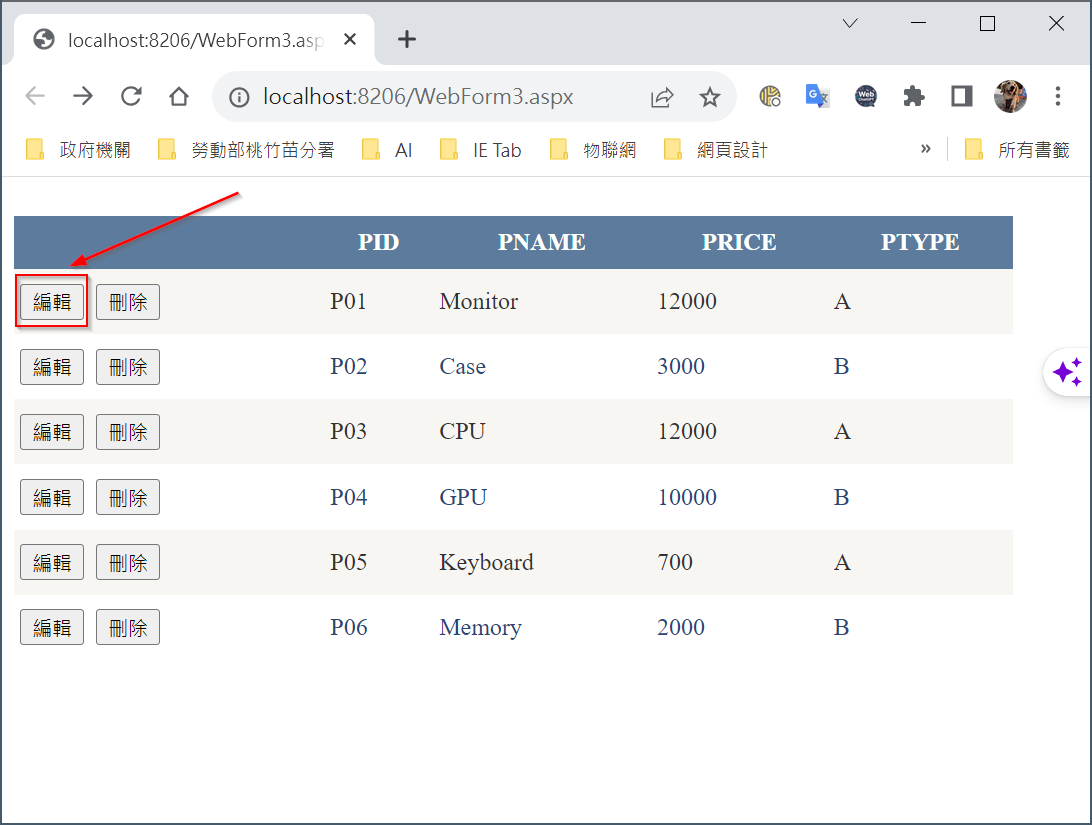 localhost:8206/WebForm3.asp
localhost:8206/WebForm3.aspx
政府機關 勞動部桃竹苗分署 AI IE Tab 物聯網 網頁設計 » 所有書籤
PID PNAME PRICE PTYPE
編輯 刪除 P01 Monitor 12000 A
編輯 刪除 P02 Case 3000 B
編輯 刪除 P03 CPU 12000 A
編輯 刪除 P04 GPU 10000 B
編輯 刪除 P05 Keyboard 700 A
編輯 刪除 P06 Memory 2000 B